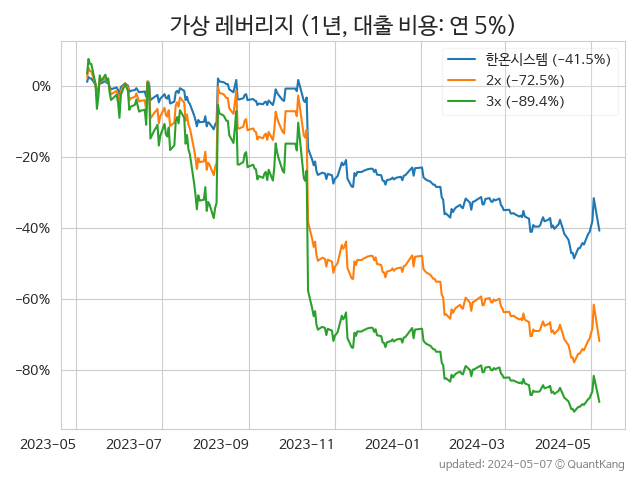 가상 레버리지 (1년, 대출 비용: 연 5%)
한온시스템 (−41.5%)
2x (−72.5%)
3x (−89.4%)
0%
−20%
−40%
−60%
−80%
2023−05 2023−07 2023−09 2023−11 2024−01 2024−03 2024−05
updated: 2024−05−07 © QuantKang